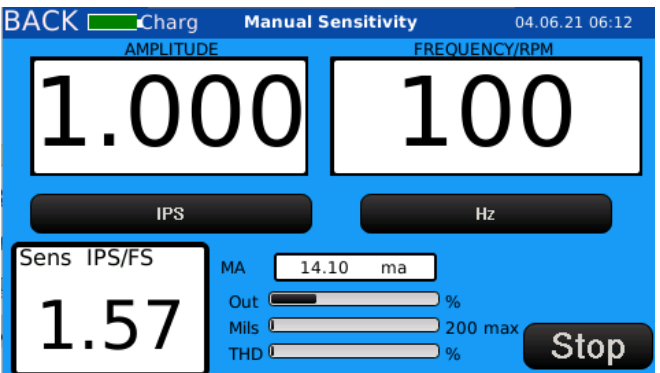 BACK Charg Manual Sensitivity 04.06.21 06:12
AMPLITUDE FREQUENCY/RPM
1.000 100
IPS Hz
Sens IPS/FS
1.57
MA 14.10 ma
Out %
Mils 200 max
THD %
Stop